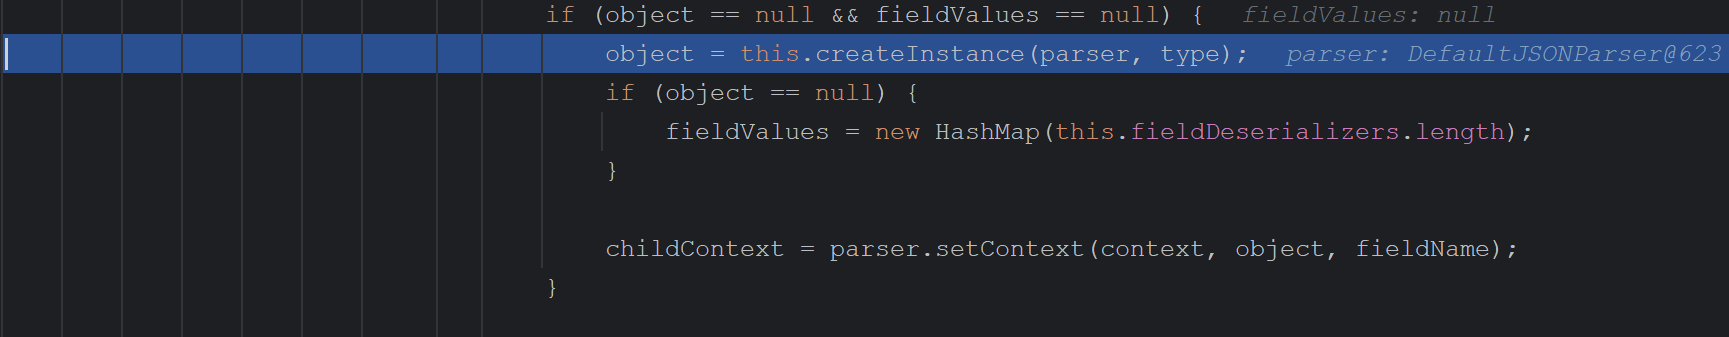 if (object == null && fieldValues == null) {  fieldValues: null
object = this.createInstance(parser, type);  parser: DefaultJSONParser@623
if (object == null) {
fieldValues = new HashMap(this.fieldDeserializers.length);
}
childContext = parser.setContext(context, object, fieldName);
}